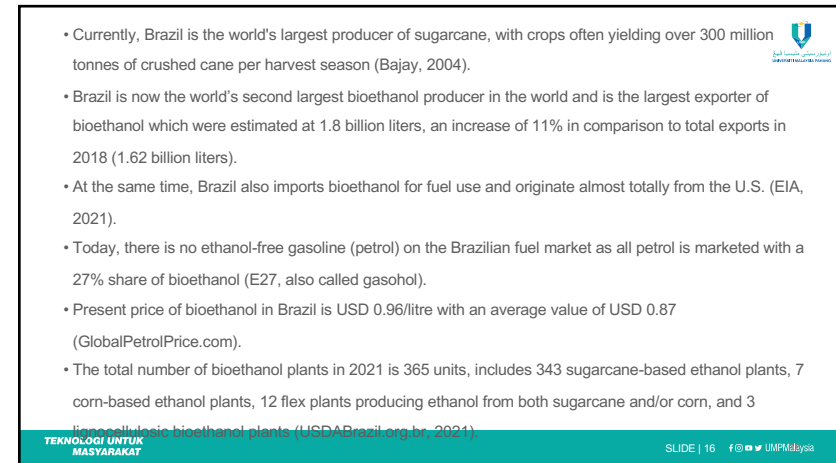 • Currently, Brazil is the world's largest producer of sugarcane, with crops often yielding over 300 million
tonnes of crushed cane per harvest season (Bajay, 2004).
• Brazil is now the world's second largest bioethanol producer in the world and is the largest exporter of
bioethanol which were estimated at 1.8 billion liters, an increase of 11% in comparison to total exports in
2018 (1.62 billion liters).
• At the same time, Brazil also imports bioethanol for fuel use and originate almost totally from the U.S. (EIA,
2021).
• Today, there is no ethanol-free gasoline (petrol) on the Brazilian fuel market as all petrol is marketed with a
27% share of bioethanol (E27, also called gasohol).
• Present price of bioethanol in Brazil is USD 0.96/litre with an average value of USD 0.87
(GlobalPetrolPrice.com).
• The total number of bioethanol plants in 2021 is 365 units, includes 343 sugarcane-based ethanol plants, 7
corn-based ethanol plants, 12 flex plants producing ethanol from both sugarcane and/or corn, and 3
lignocellulosic bioethanol plants (USDABrazil.org.br, 2021).
UNIVERSITI MALAYSIA PAHANG
TEKNOLOGI UNTUK
MASYARAKAT
SLIDE | 16 UMPMalaysia